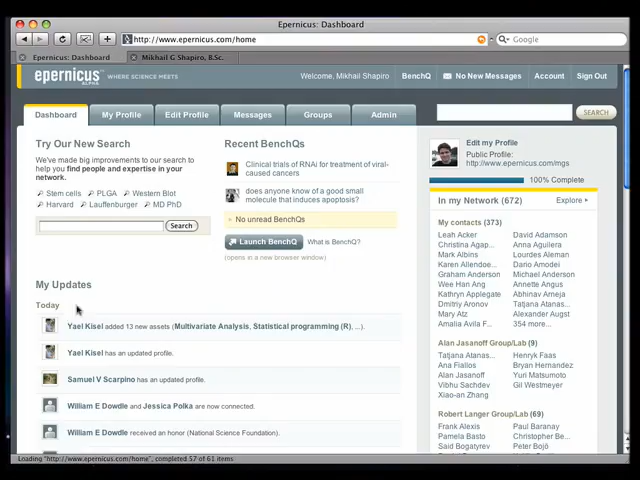 Epernicus: Dashboard
http://www.epernicus.com/home
Google
Epernicus: Dashboard
Mikhail G Shapiro, B.Sc.
epernicus
ALPHA
WHERE SCIENCE MEETS
Welcome, Mikhail Shapiro
BenchQ
No New Messages
Account
Sign Out
Dashboard
My Profile
Edit Profile
Messages
Groups
Admin
SEARCH
Try Our New Search
We've made big improvements to our search to
help you find people and expertise in your
network.
Stem cells
PLGA
Western Blot
Harvard
Lauffenburger
MD PhD
Search
Recent BenchQs
Clinical trials of RNAi for treatment of viral-
caused cancers
does anyone know of a good small
molecule that induces apoptosis?
No unread BenchQs
Launch BenchQ
What is BenchQ?
(opens in a new browser window)
My Updates
Today
Yael Kisel added 13 new assets (Multivariate Analysis, Statistical programming (R), ...).
Yael Kisel has an updated profile.
Samuel V Scarpino has an updated profile.
William E Dowdle and Jessica Polka are now connected.
William E Dowdle received an honor (National Science Foundation).
Edit my Profile
Public Profile:
http://www.epernicus.com/mgs
100% Complete
In my Network (672)
Explore
My contacts (373)
Leah Acker
David Adamson
Christina Agap...
Anna Aguilera
Mark Albins
Lourdes Aleman
Karen Allendoe...
Dario Amodei
Graham Anderson
Michael Anderson
Wee Han Ang
Eugene Antipov
Kathryn Applegate
Annette Aponte
Dmitriy Aronov
Abhinav Arneja
Mary Atz
Alexander Augst
Amalia Avila F...
354 more...
Alan Jasanoff Group/Lab (9)
Tatjana Atanas...
Henryk Faas
Ana Fiallos
Bryan Hernandez
Alan Jasanoff
Yuri Matsumoto
Vibhu Sachdev
Gil Westmeyer
Xiao-an Zhang
Robert Langer Group/Lab (69)
Frank Alexis
Paul Baranay
Pamela Basto
Christopher Be...
Said Bogatyrev
Peter Bojó
Loading "http://www.epernicus.com/home", completed 57 of 61 items